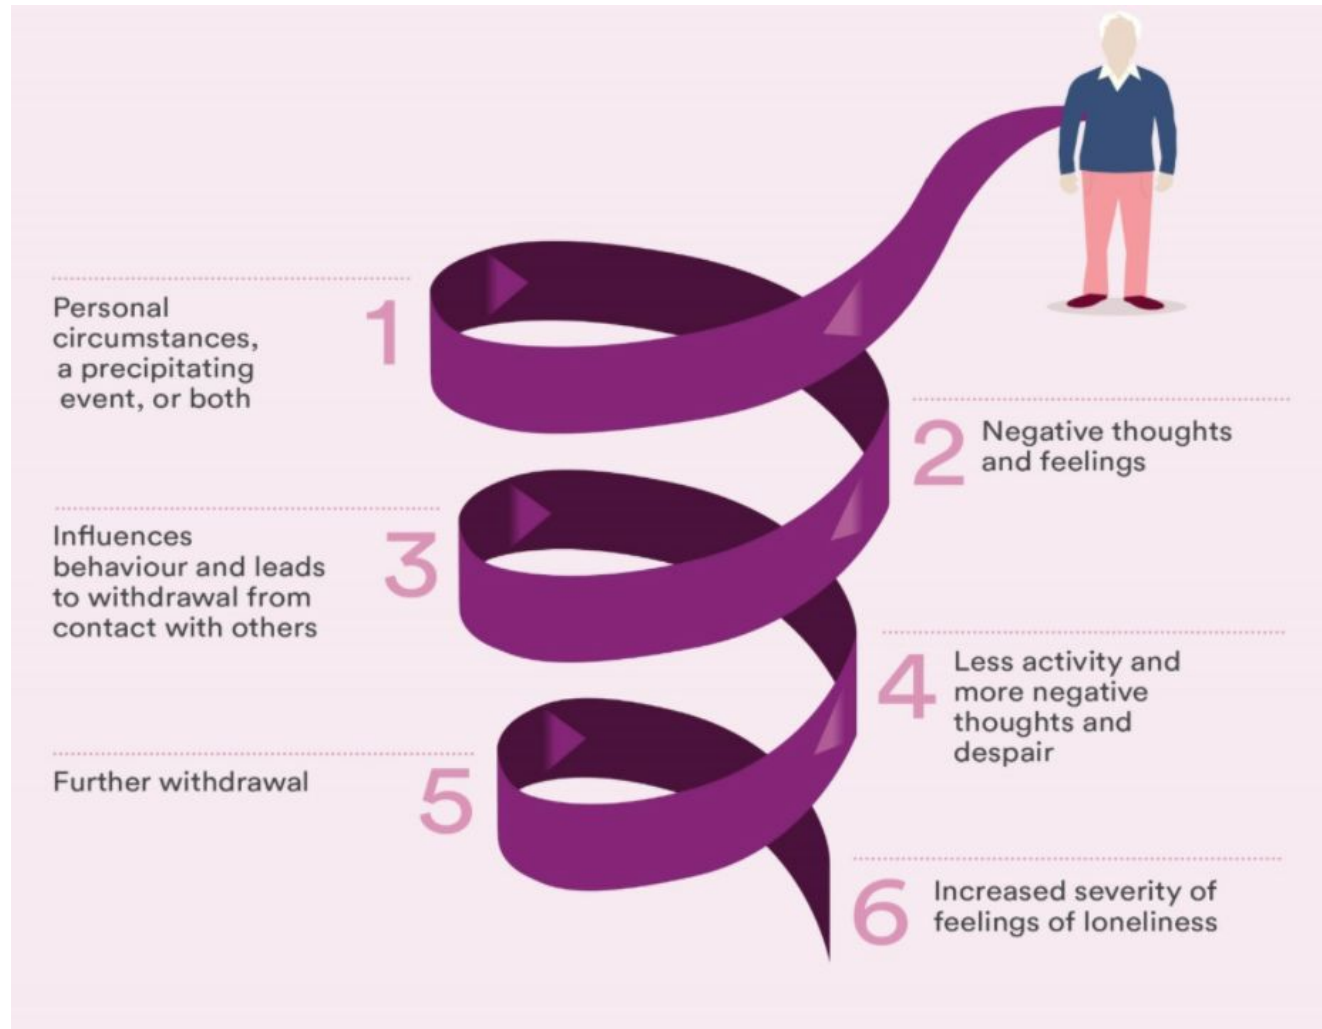 1
Personal
circumstances,
a precipitating
event, or both
2
Negative thoughts
and feelings
3
Influences
behaviour and leads
to withdrawal from
contact with others
4
Less activity and
more negative
thoughts and
despair
5
Further withdrawal
6
Increased severity of
feelings of loneliness